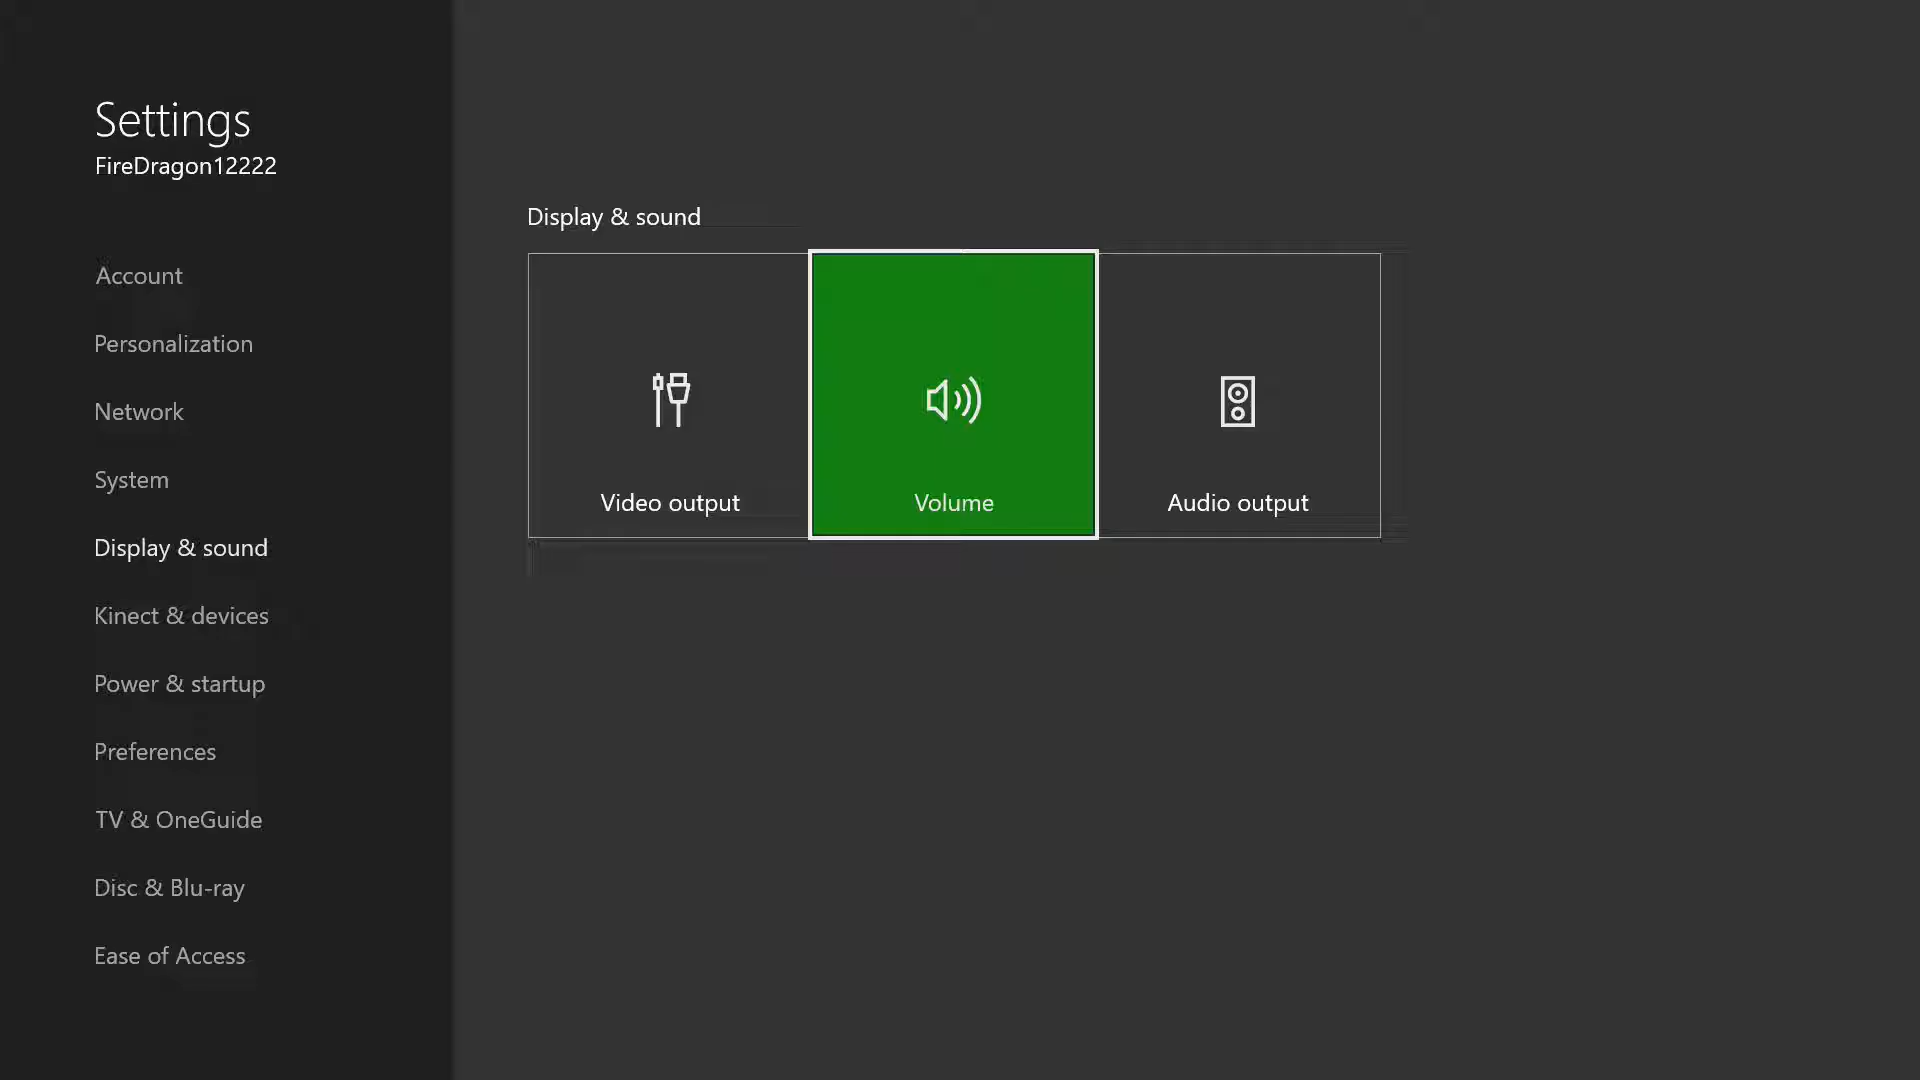 Settings
FireDragon12222
Account
Personalization
Network
System
Display & sound
Kinect & devices
Power & startup
Preferences
TV & OneGuide
Disc & Blu-ray
Ease of Access
Display & sound
Video output
Volume
Audio output